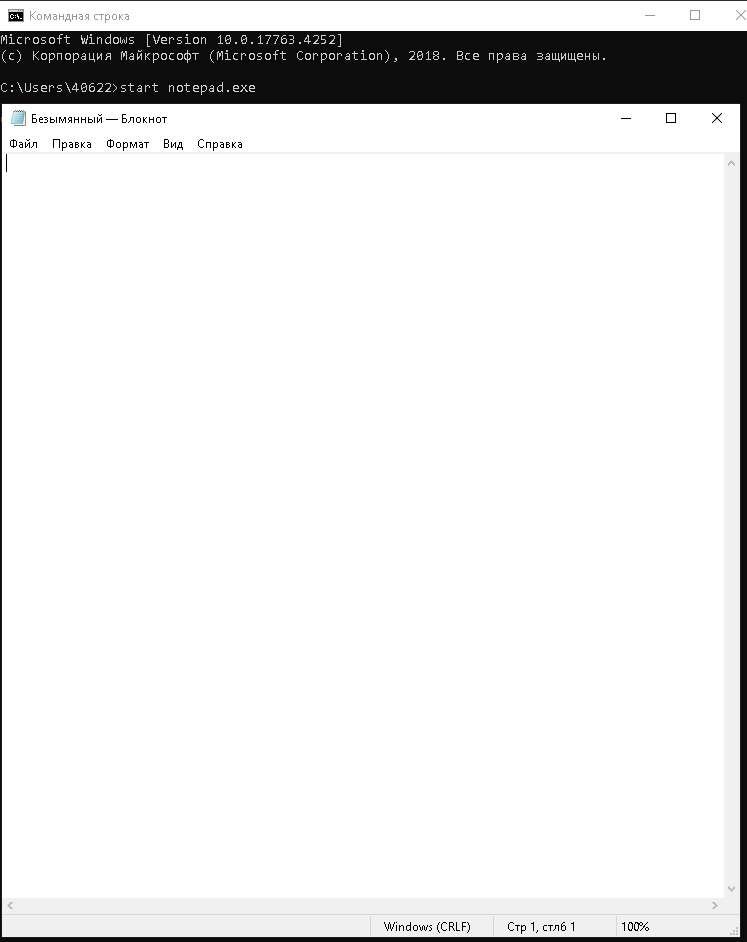 Командная строка
Microsoft Windows [Version 10.0.17763.4252]
(c) Корпорация Майкрософт (Microsoft Corporation), 2018. Все права защищены.
C:\Users\40622>start notepad.exe
Безымянный — Блокнот
Файл Правка Формат Вид Справка
Windows (CRLF) Стр 1, стлб 1 100%